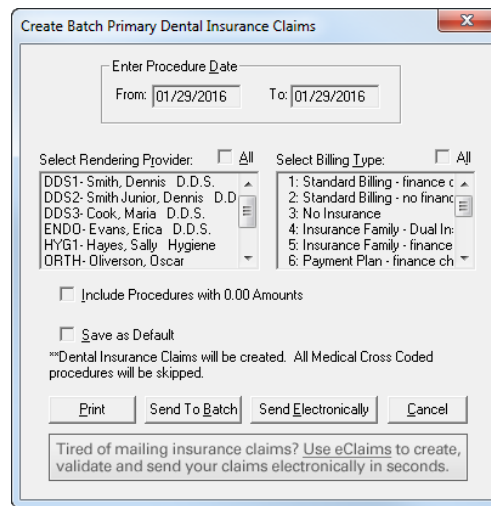 Create Batch Primary Dental Insurance Claims
Enter Procedure Date
From: 01/29/2016 To: 01/29/2016
Select Rendering Provider: All
Select Billing Type: All
DDS1- Smith, Dennis D.D.S.
DDS2- Smith Junior, Dennis D.D
DDS3- Cook, Maria D.D.S.
ENDO- Evans, Erica D.D.S.
HYG1- Hayes, Sally Hygiene
ORTH- Oliverson, Oscar
1: Standard Billing - finance c
2: Standard Billing - no financ
3: No Insurance
4: Insurance Family - Dual In
5: Insurance Family - finance
6: Payment Plan - finance ch
Include Procedures with 0.00 Amounts
Save as Default
**Dental Insurance Claims will be created. All Medical Cross Coded
procedures will be skipped.
Print Send To Batch Send Electronically Cancel
Tired of mailing insurance claims? Use eClaims to create,
validate and send your claims electronically in seconds.